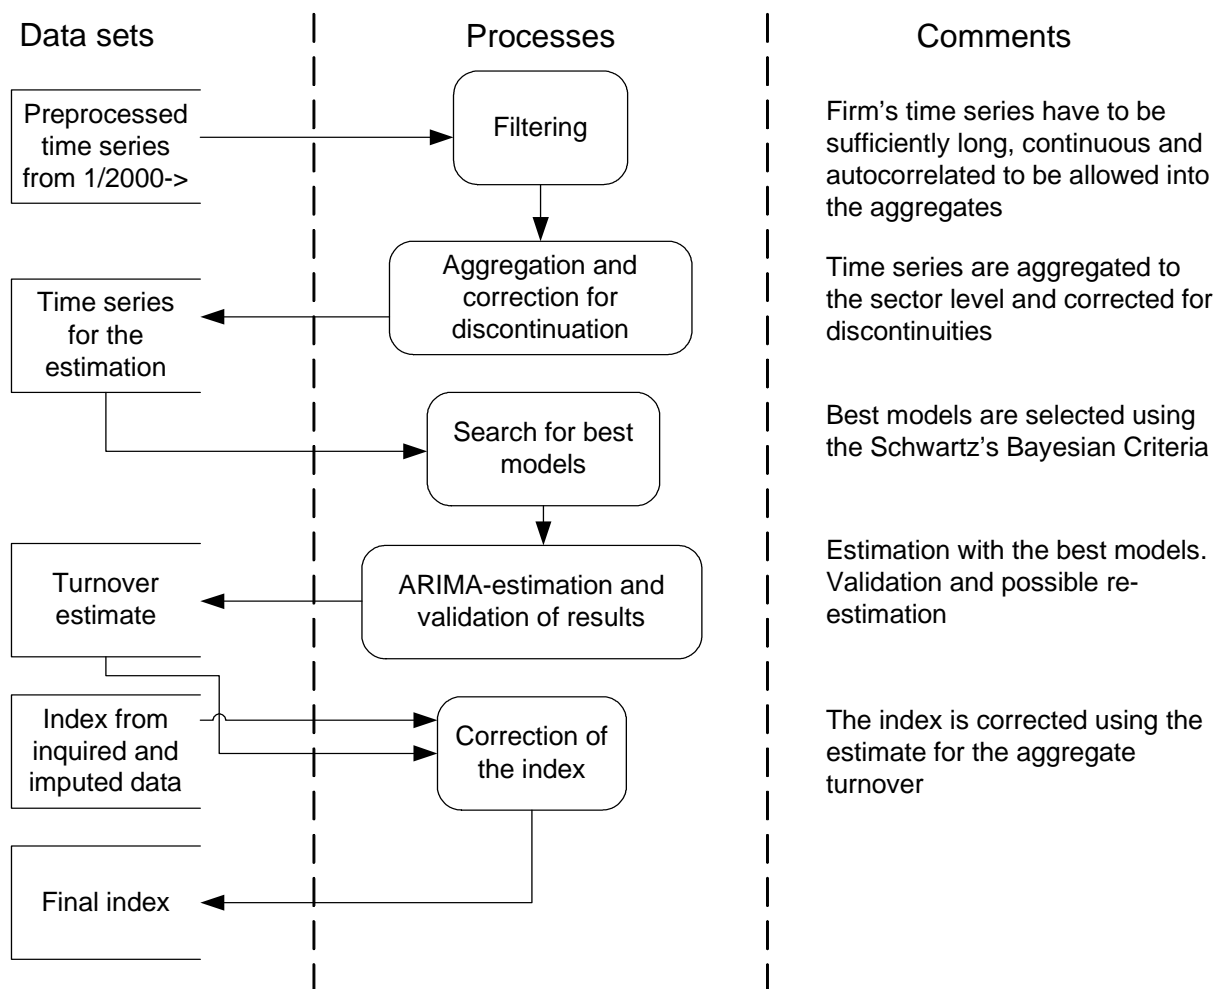 Data sets
Processes
Comments
Preprocessed
time series
from 1/2000->
Filtering
Firm's time series have to be
sufficiently long, continuous and
autocorrelated to be allowed into
the aggregates
Aggregation and
correction for
discontinuation
Time series are aggregated to
the sector level and corrected for
discontinuities
Time series
for the
estimation
Search for best
models
Best models are selected using
the Schwartz's Bayesian Criteria
Turnover
estimate
ARIMA-estimation and
validation of results
Estimation with the best models.
Validation and possible re-
estimation
Index from
inquired and
imputed data
Correction of
the index
The index is corrected using the
estimate for the aggregate
turnover
Final index